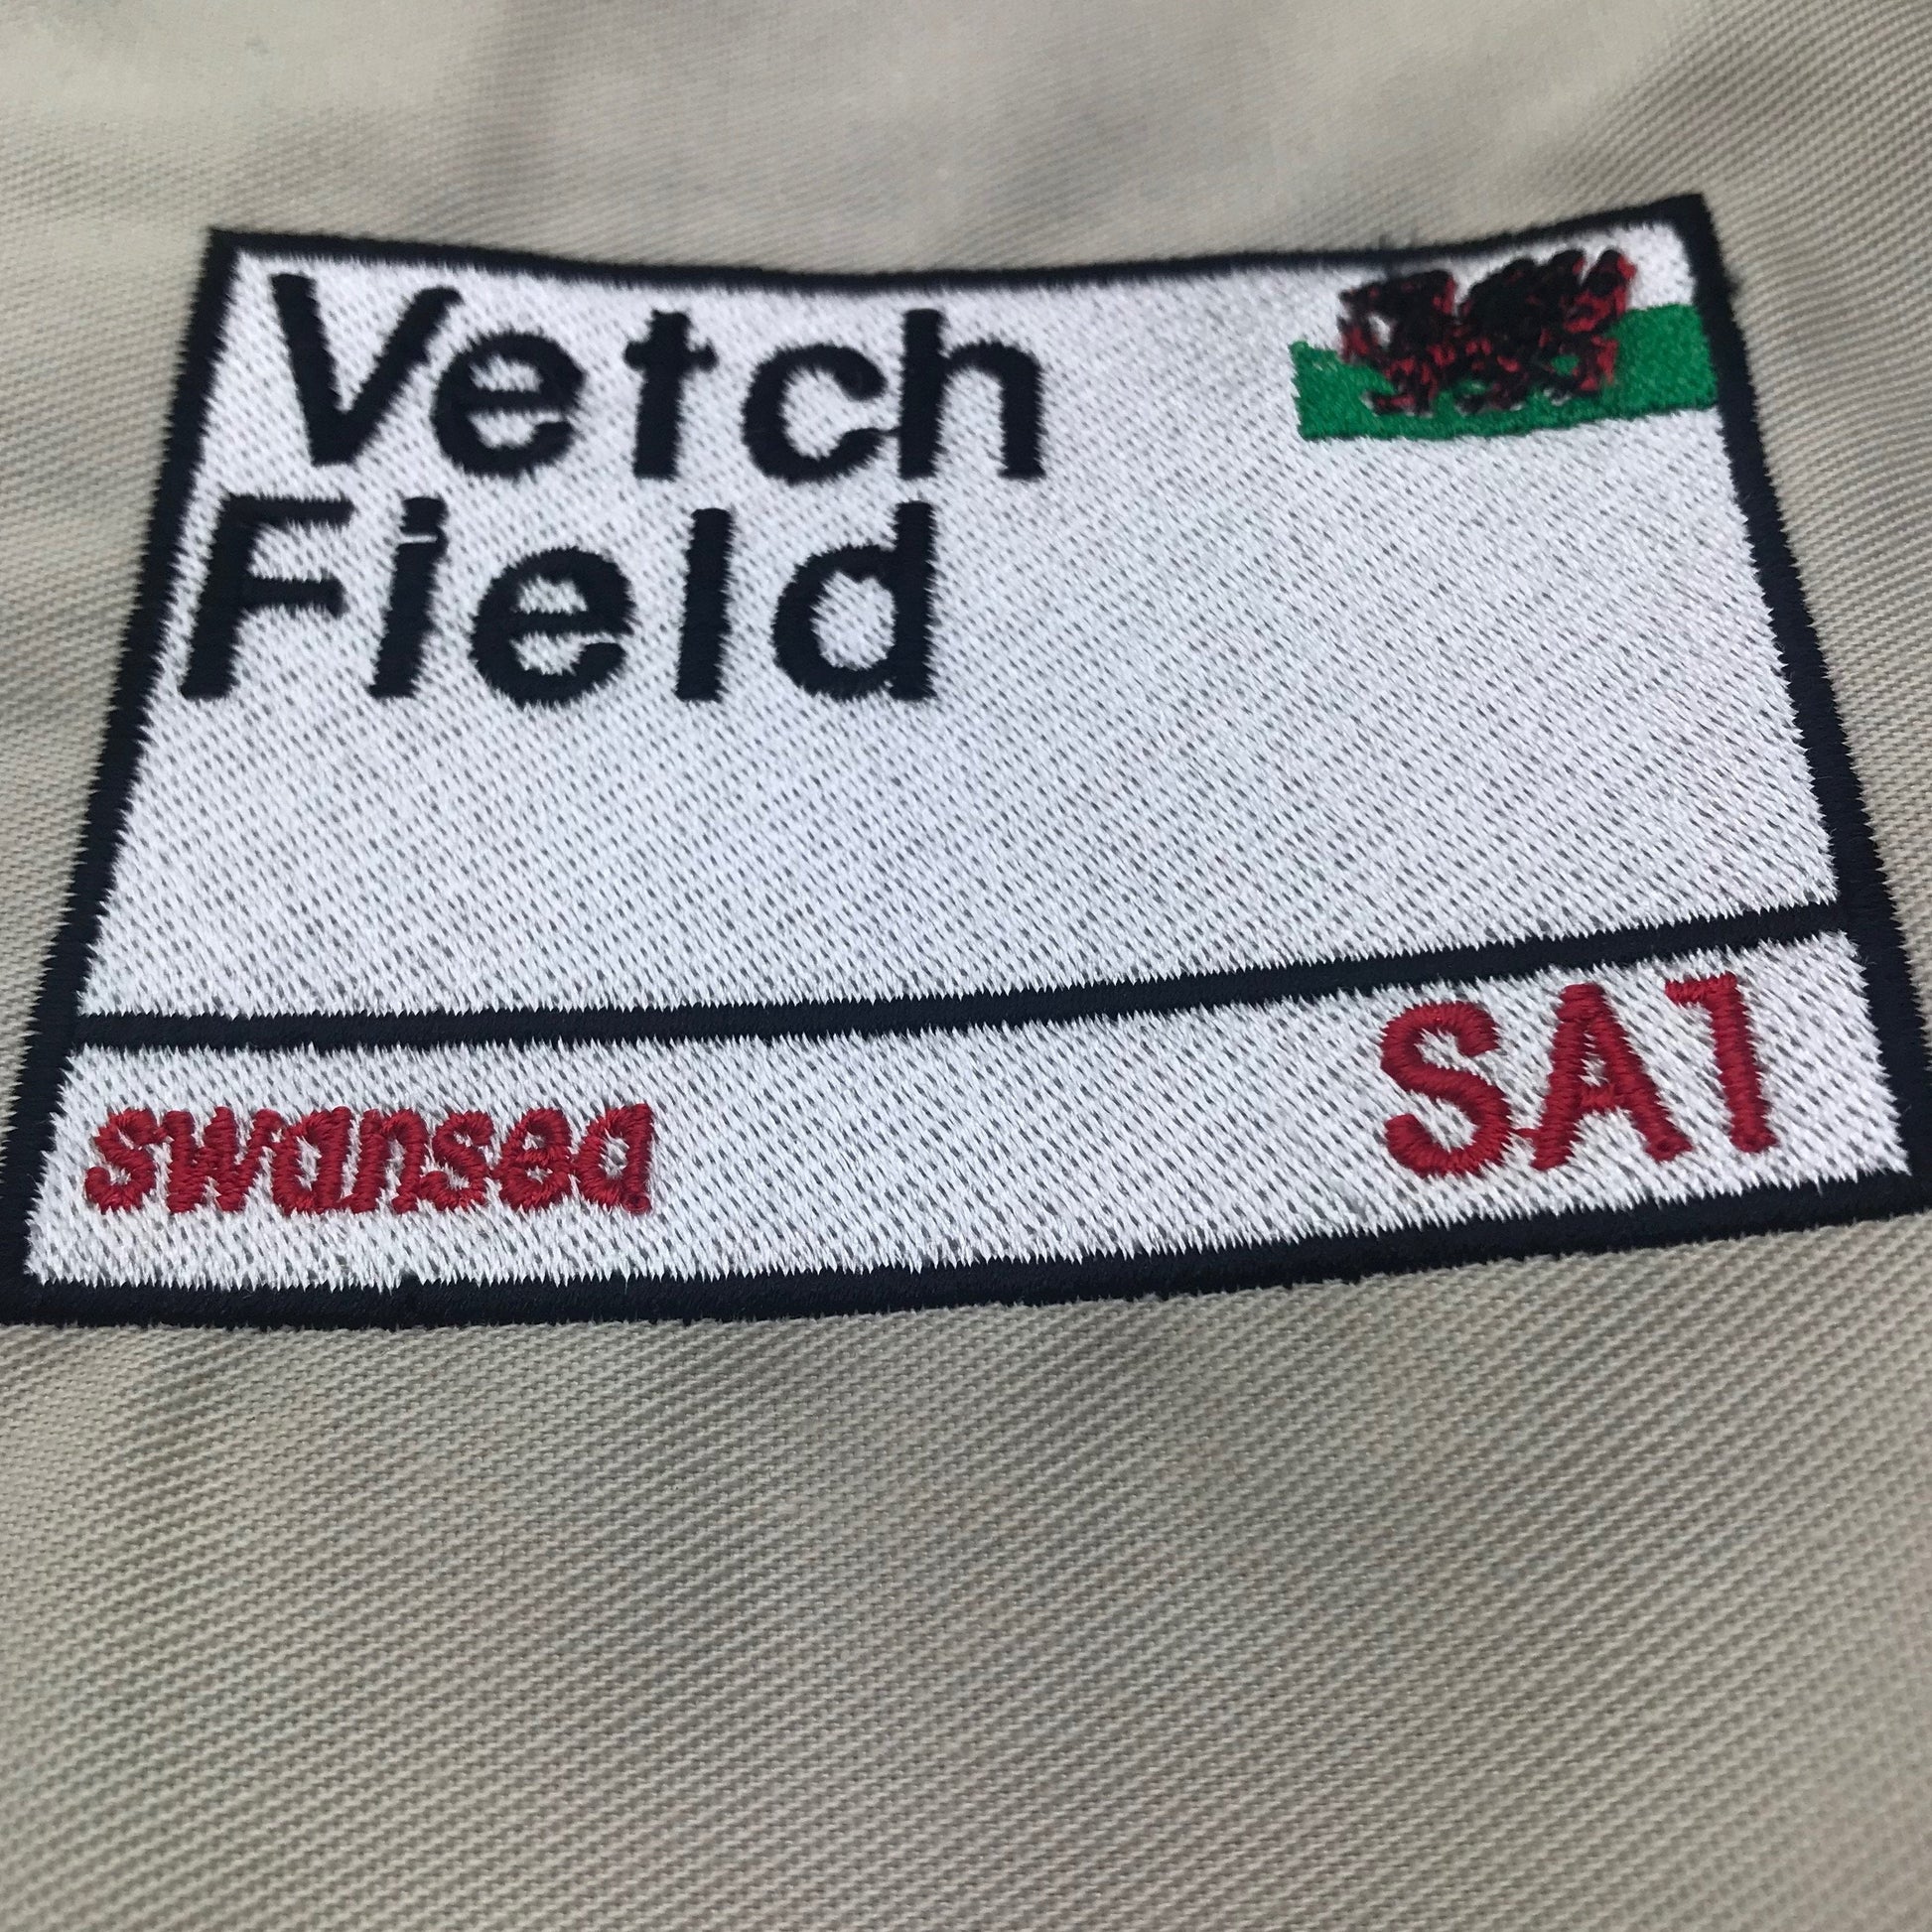 Vetch
Field
swansea SA1